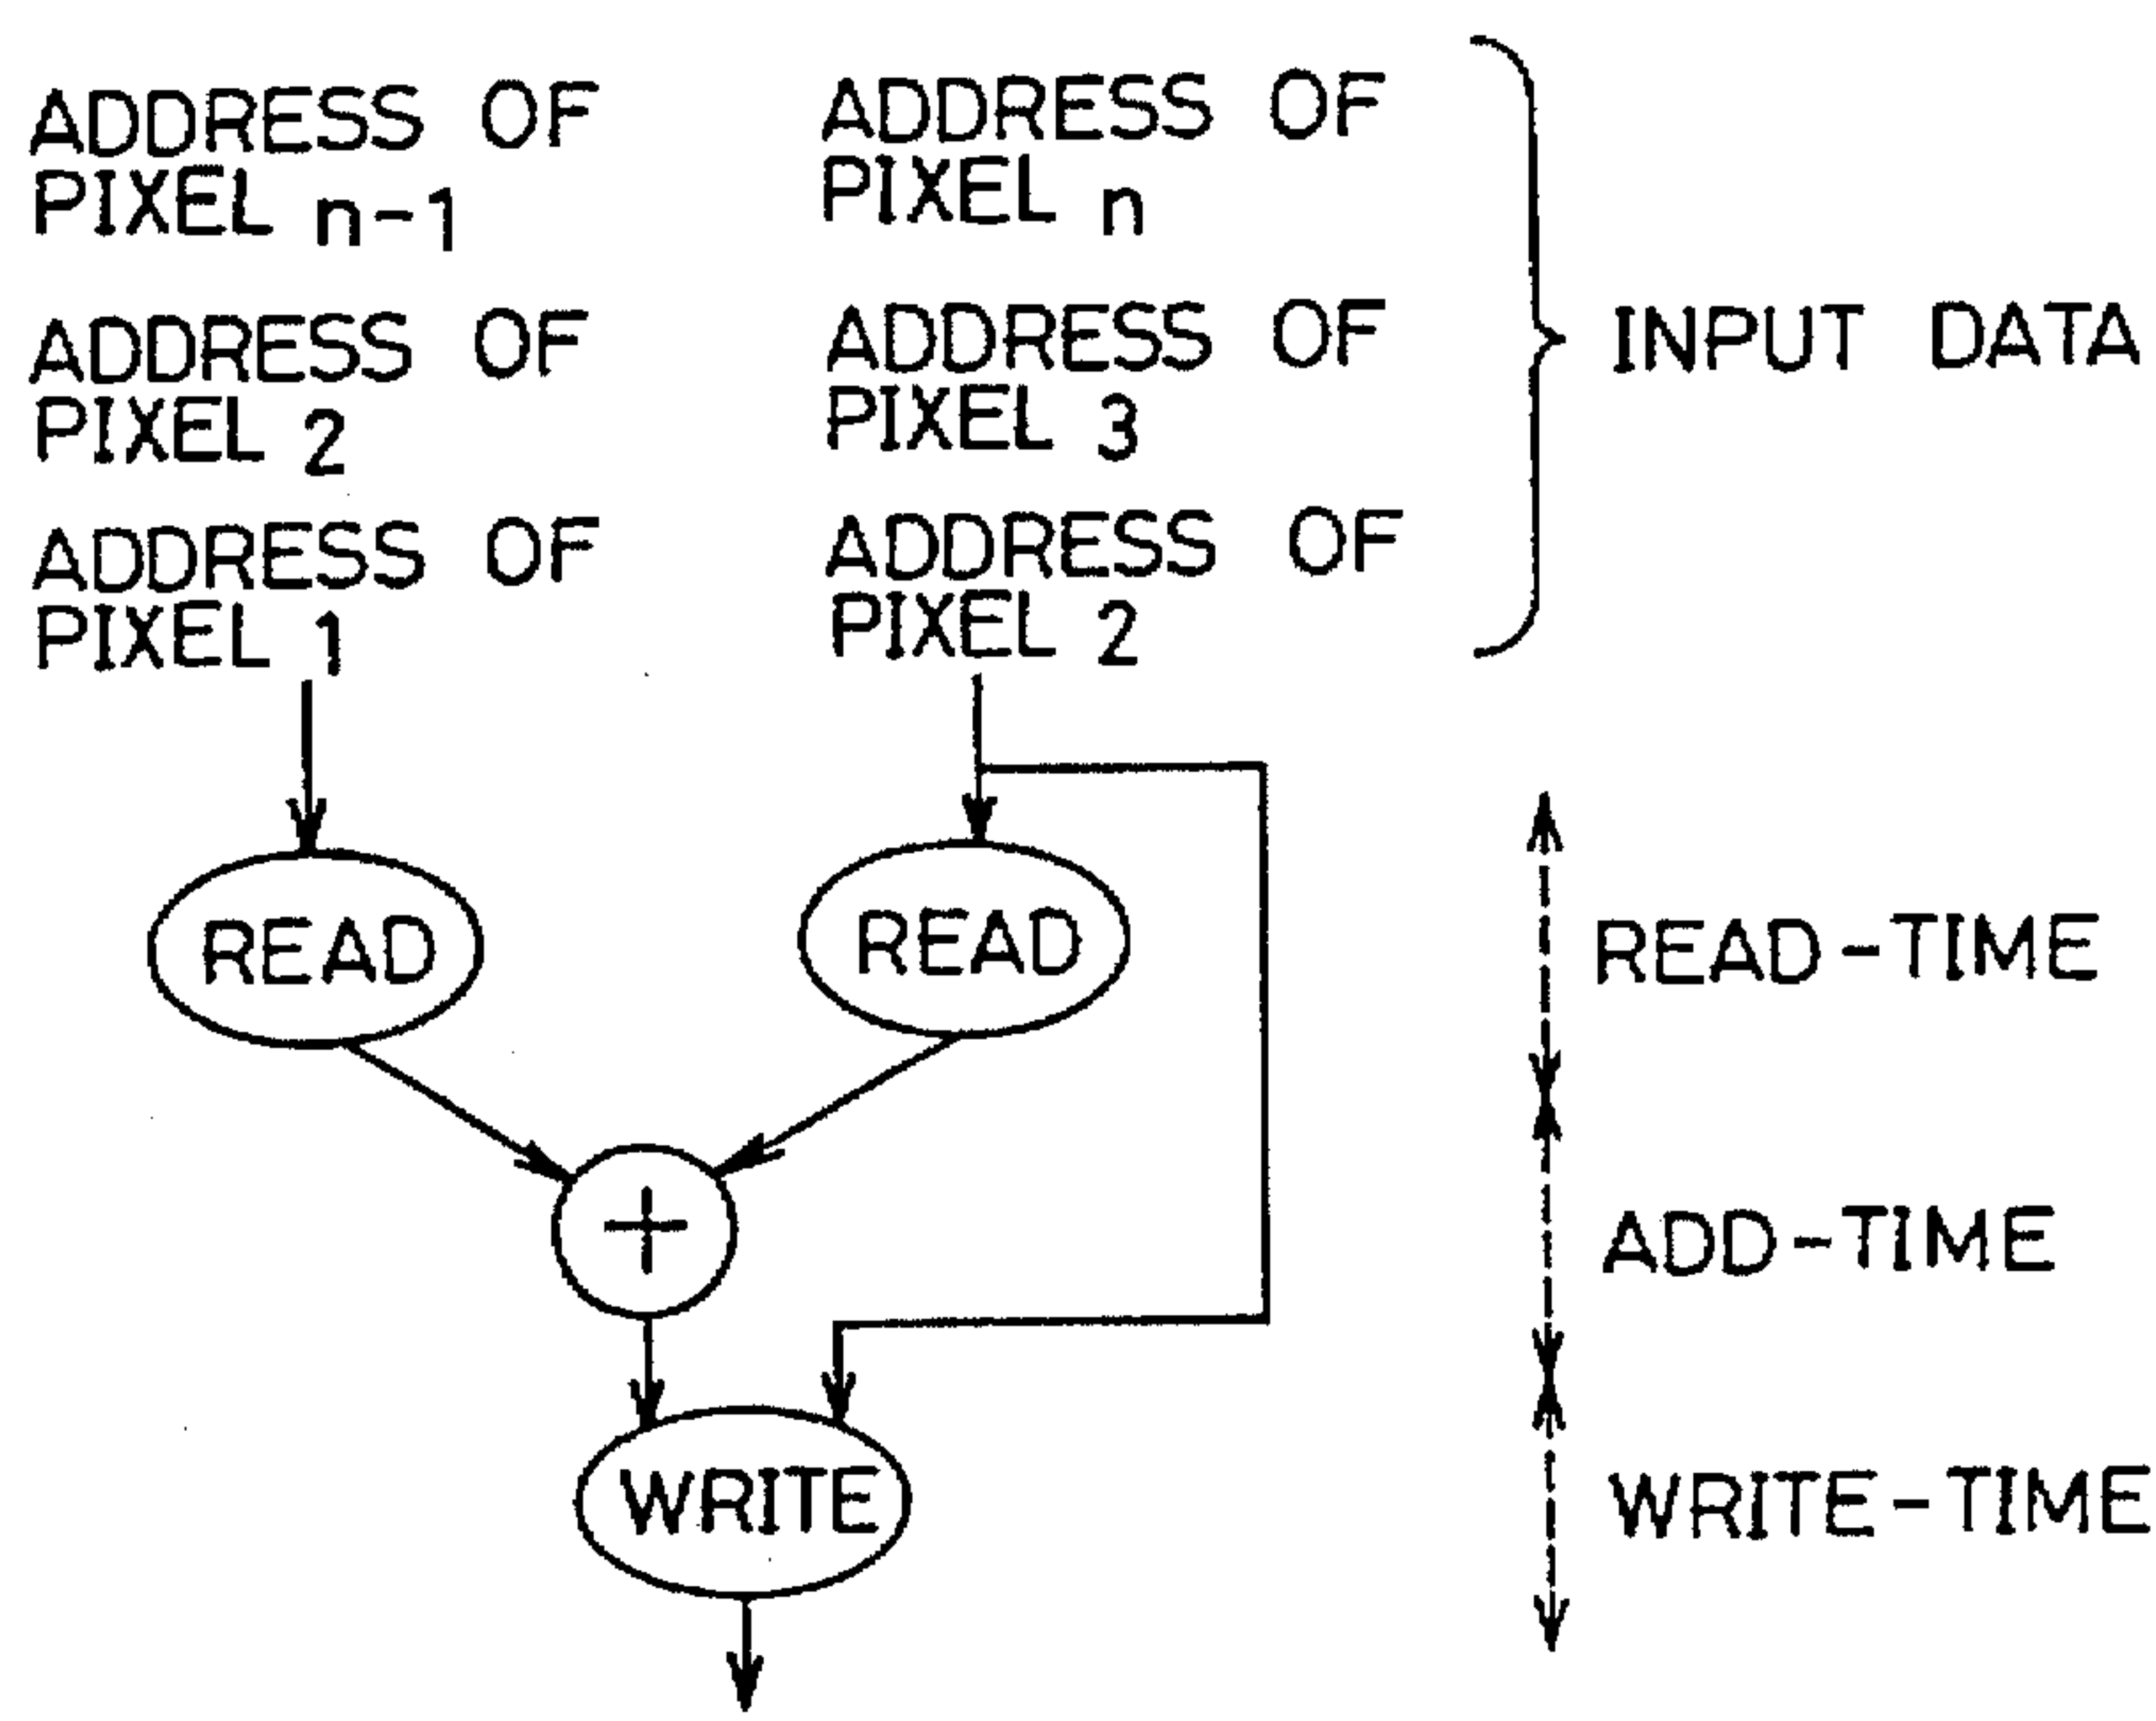 ADDRESS OF
PIXEL n-1
ADDRESS OF
PIXEL n
ADDRESS OF
PIXEL 2
ADDRESS OF
PIXEL 3
INPUT DATA
ADDRESS OF
PIXEL 1
ADDRESS OF
PIXEL 2
READ
READ
READ-TIME
+
ADD-TIME
WRITE
WRITE-TIME